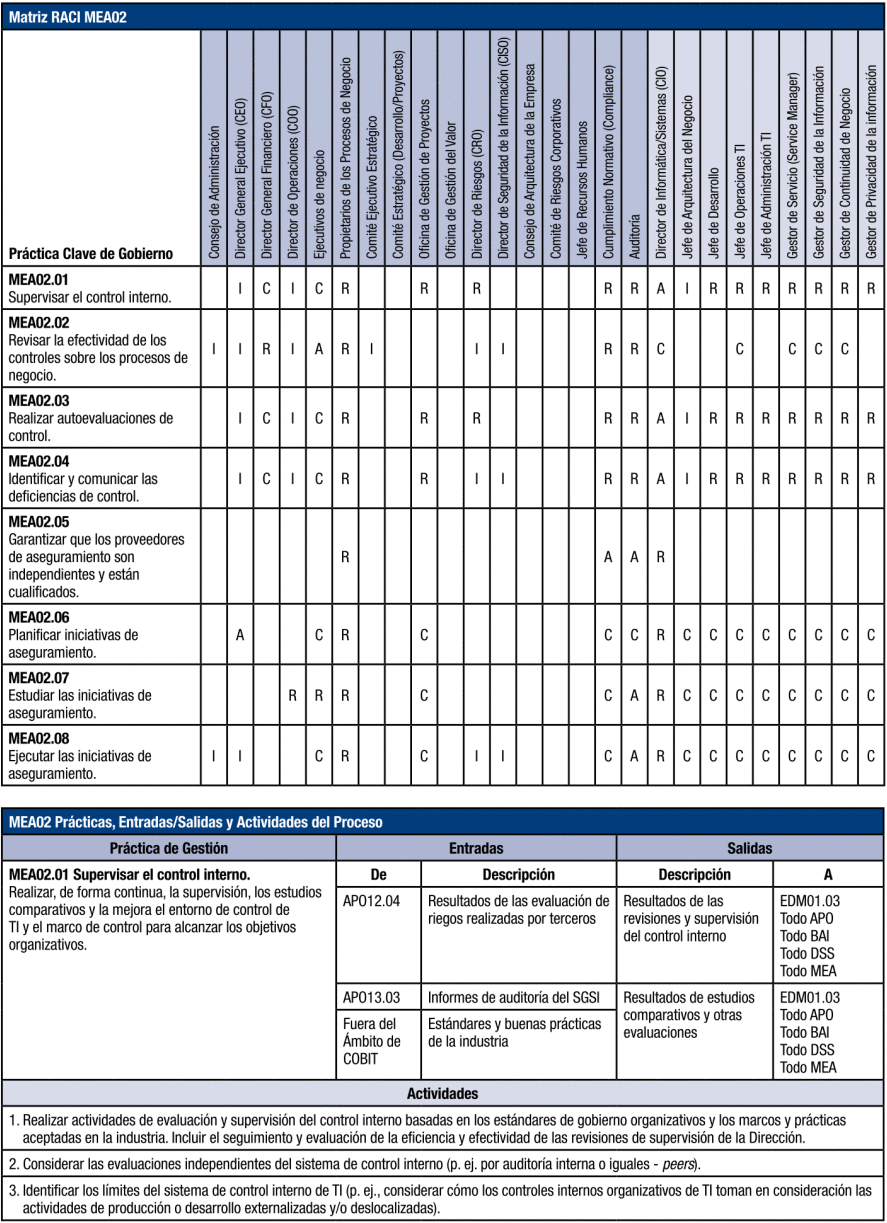 Matriz RACI MEA02
Práctica Clave de Gobierno
Consejo de Administración
Director General Ejecutivo (CEO)
Director General Financiero (CFO)
Director de Operaciones (COO)
Ejecutivos de negocio
Propietarios de los Procesos de Negocio
Comité Ejecutivo Estratégico
Comité Estratégico (Desarrollo/Proyectos)
Oficina de Gestión de Proyectos
Oficina de Gestión del Valor
Director de Riesgos (CRO)
Director de Seguridad de la Información (CISO)
Consejo de Arquitectura de la Empresa
Comité de Riesgos Corporativos
Jefe de Recursos Humanos
Cumplimiento Normativo (Compliance)
Auditoría
Director de Informática/Sistemas (CIO)
Jefe de Arquitectura del Negocio
Jefe de Desarrollo
Jefe de Operaciones TI
Jefe de Administración TI
Gestor de Servicio (Service Manager)
Gestor de Seguridad de la Información
Gestor de Continuidad de Negocio
Gestor de Privacidad de la información
MEA02.01
Supervisar el control interno.
I C I C R R R R R A I R R R R R R R
MEA02.02
Revisar la efectividad de los
controles sobre los procesos de
negocio.
I I R I A R I I I R R C C C C C
MEA02.03
Realizar autoevaluaciones de
control.
I C I C R R R R R A I R R R R R R R
MEA02.04
Identificar y comunicar las
deficiencias de control.
I C I C R R I I R R A I R R R R R R R
MEA02.05
Garantizar que los proveedores
de aseguramiento son
independientes y están
cualificados.
R A A R
MEA02.06
Planificar iniciativas de
aseguramiento.
A C R C C C R C C C C C C C C
MEA02.07
Estudiar las iniciativas de
aseguramiento.
R R R C C A R C C C C C C C C
MEA02.08
Ejecutar las iniciativas de
aseguramiento.
I I C R C I I C A R C C C C C C C C
MEA02 Prácticas, Entradas/Salidas y Actividades del Proceso
Práctica de Gestión
Entradas
Salidas
MEA02.01 Supervisar el control interno.
Realizar, de forma continua, la supervisión, los estudios
comparativos y la mejora el entorno de control de
TI y el marco de control para alcanzar los objetivos
organizativos.
De
Descripción
Descripción
A
APO12.04
Resultados de las evaluación de
riegos realizadas por terceros
Resultados de las
revisiones y supervisión
del control interno
EDM01.03
Todo APO
Todo BAI
Todo DSS
Todo MEA
APO13.03
Informes de auditoría del SGSI
Fuera del
Ámbito de
COBIT
Estándares y buenas prácticas
de la industria
Resultados de estudios
comparativos y otras
evaluaciones
EDM01.03
Todo APO
Todo BAI
Todo DSS
Todo MEA
Actividades
1. Realizar actividades de evaluación y supervisión del control interno basadas en los estándares de gobierno organizativos y los marcos y prácticas
aceptadas en la industria. Incluir el seguimiento y evaluación de la eficiencia y efectividad de las revisiones de supervisión de la Dirección.
2. Considerar las evaluaciones independientes del sistema de control interno (p. ej. por auditoría interna o iguales - peers).
3. Identificar los límites del sistema de control interno de TI (p. ej., considerar cómo los controles internos organizativos de TI toman en consideración las
actividades de producción o desarrollo externalizadas y/o deslocalizadas).